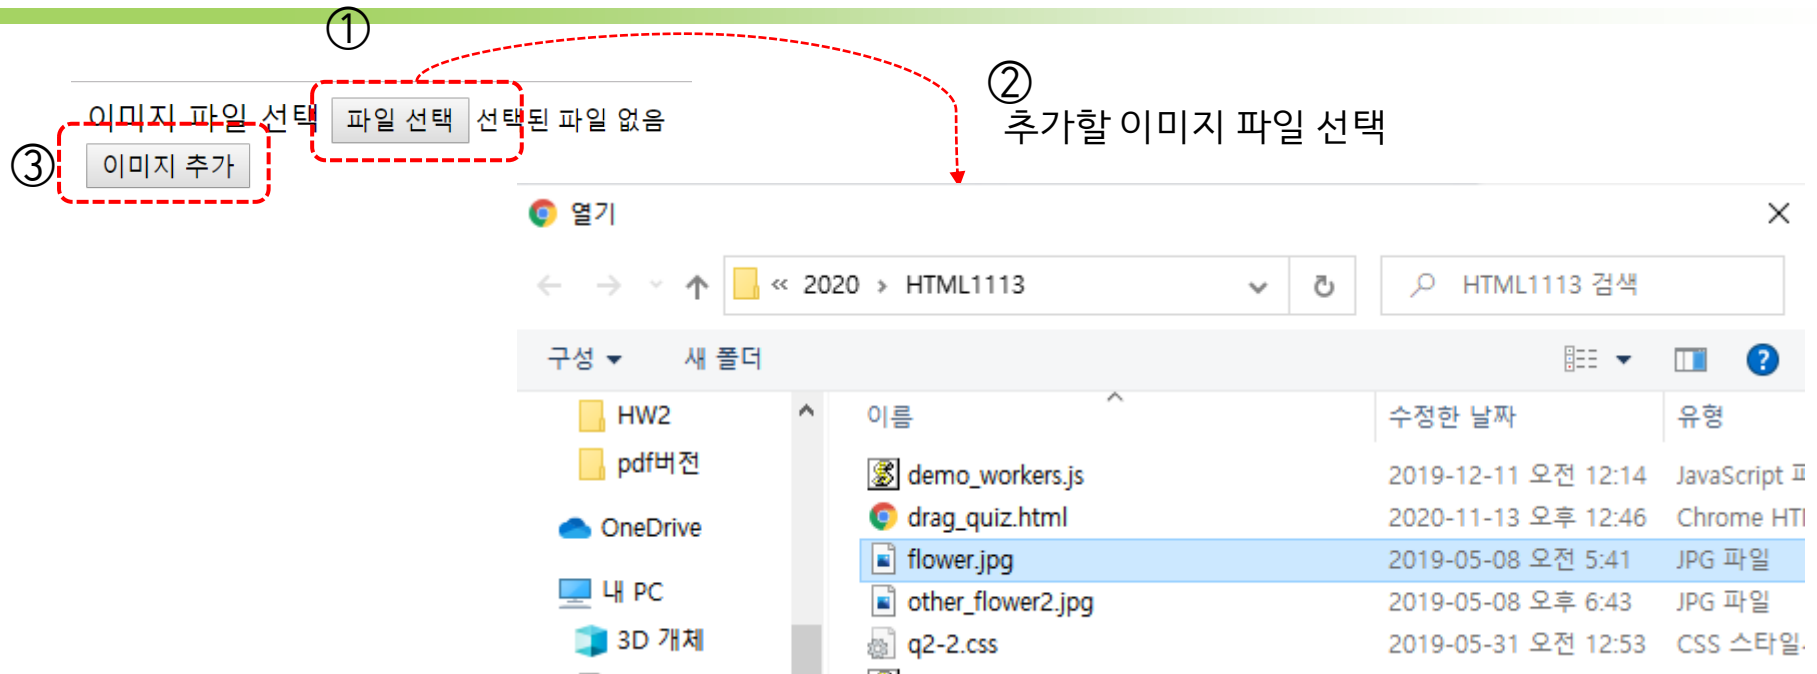 ①
②
추가할 이미지 파일 선택
이미지 파일 선택 파일 선택 선택된 파일 없음
③ 이미지 추가
열기
« 2020 > HTML1113
HTML1113 검색
구성 새 폴더
HW2
pdf버전
OneDrive
내 PC
3D 개체
이름 수정한 날짜 유형
demo_workers.js 2019-12-11 오전 12:14 JavaScript
drag_quiz.html 2020-11-13 오후 12:46 Chrome
flower.jpg 2019-05-08 오전 5:41 JPG 파일
other_flower2.jpg 2019-05-08 오후 6:43 JPG 파일
q2-2.css 2019-05-31 오전 12:53 CSS 스타일